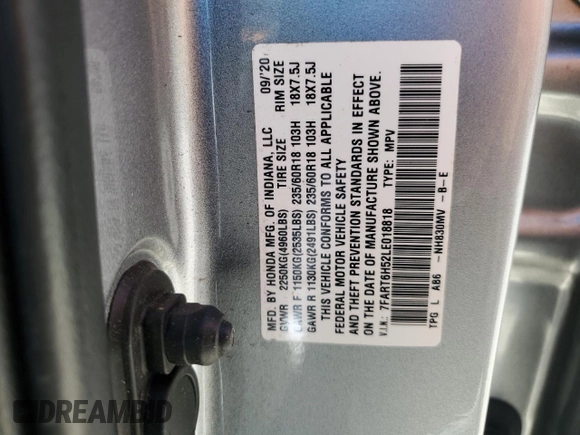 MFD. BY HONDA MFG. OF INDIANA, LLC 09/'20
GVWR 2250KG(4960LBS) TIRE SIZE RIM SIZE
GAWR F 1150KG(2535LBS) 235/60R18 103H 18X7.5J
GAWR R 1130KG(2491LBS) 235/60R18 103H 18X7.5J
THIS VEHICLE CONFORMS TO ALL APPLICABLE
FEDERAL MOTOR VEHICLE SAFETY
AND THEFT PREVENTION STANDARDS IN EFFECT
ON THE DATE OF MANUFACTURE SHOWN ABOVE.
V.I.N.: 7FART6H52LE018818 TYPE: MPV
TPG L AB6 -NH830MV -B-E
DREAMBID